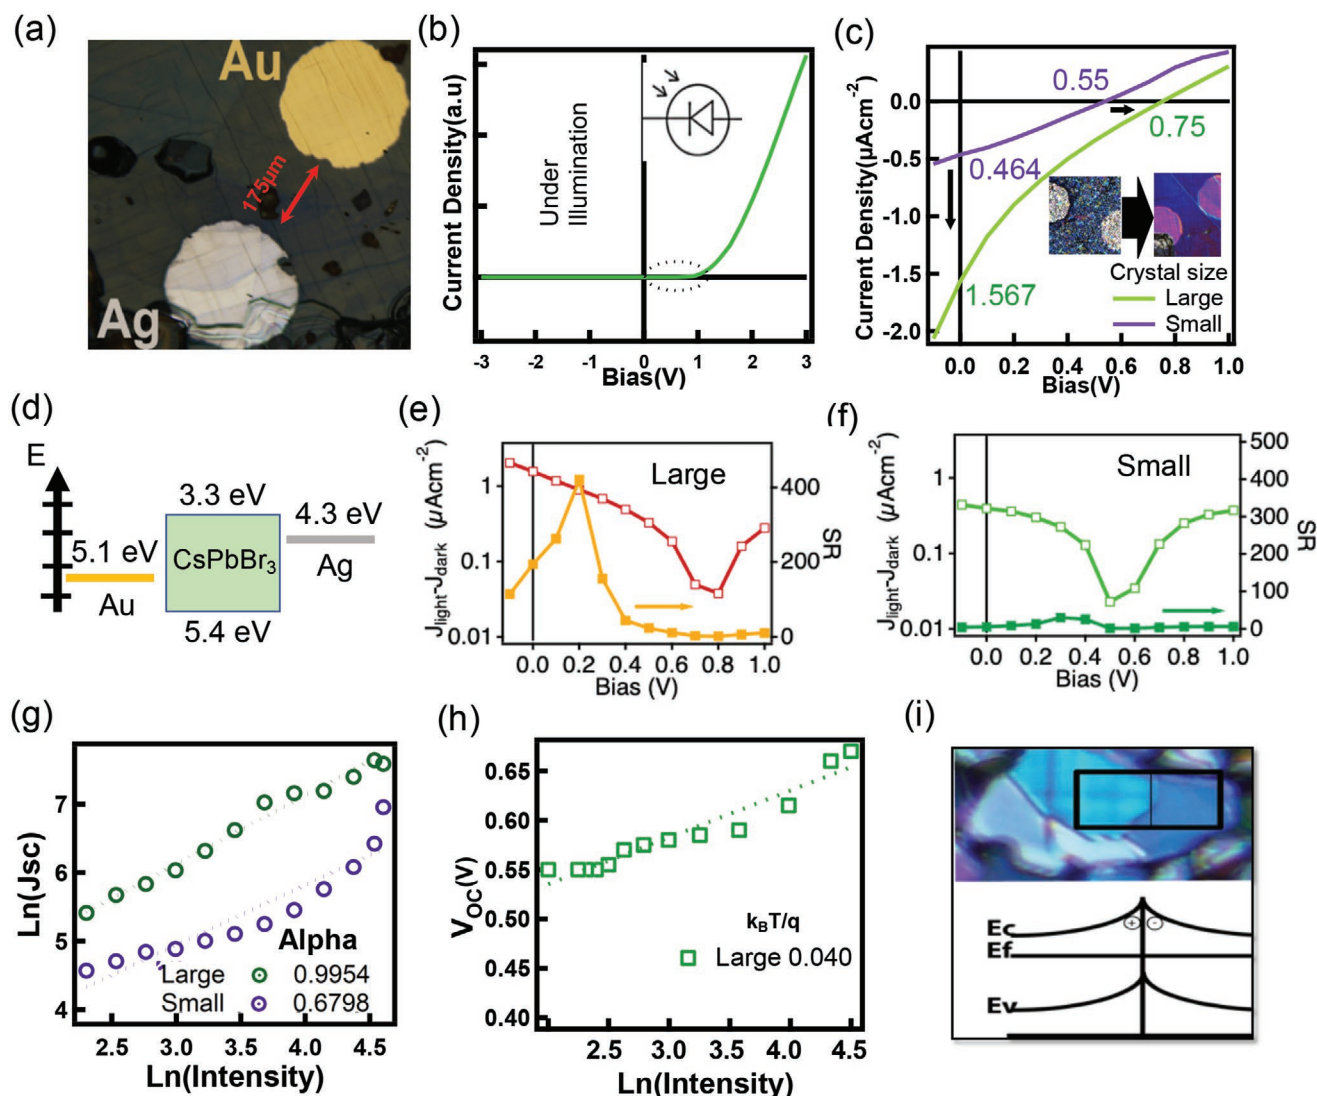 (a)
Au
175μm
Ag
(b)
Current Density(a.u)
Under
Illumination
-3
-2
-1
0
1
2
3
Bias(V)
(c)
Current Density(μAcm-2)
0.0
-0.5
-1.0
-1.5
-2.0
0.55
0.75
0.464
1.567
Crystal size
Large
Small
0.0 0.2 0.4 0.6 0.8 1.0
Bias(V)
(d)
E
5.1 eV
Au
3.3 eV
CsPbBr3
5.4 eV
4.3 eV
Ag
(e)
Jlight-Jdark (μAcm-2)
1
0.1
0.01
Large
400
200
0
SR
0.0 0.2 0.4 0.6 0.8 1.0
Bias (V)
(f)
Jlight-Jdark (μAcm-2)
1
0.1
0.01
Small
500
400
300
200
100
0
SR
0.0 0.2 0.4 0.6 0.8 1.0
Bias (V)
(g)
Ln(Jsc)
7
6
5
4
Alpha
Large 0.9954
Small 0.6798
2.5 3.0 3.5 4.0 4.5
Ln(Intensity)
(h)
VOC(V)
0.65
0.60
0.55
0.50
0.45
0.40
kBT/q
Large 0.040
2.5 3.0 3.5 4.0 4.5
Ln(Intensity)
(i)
Ec
Ef
Ev
+ -